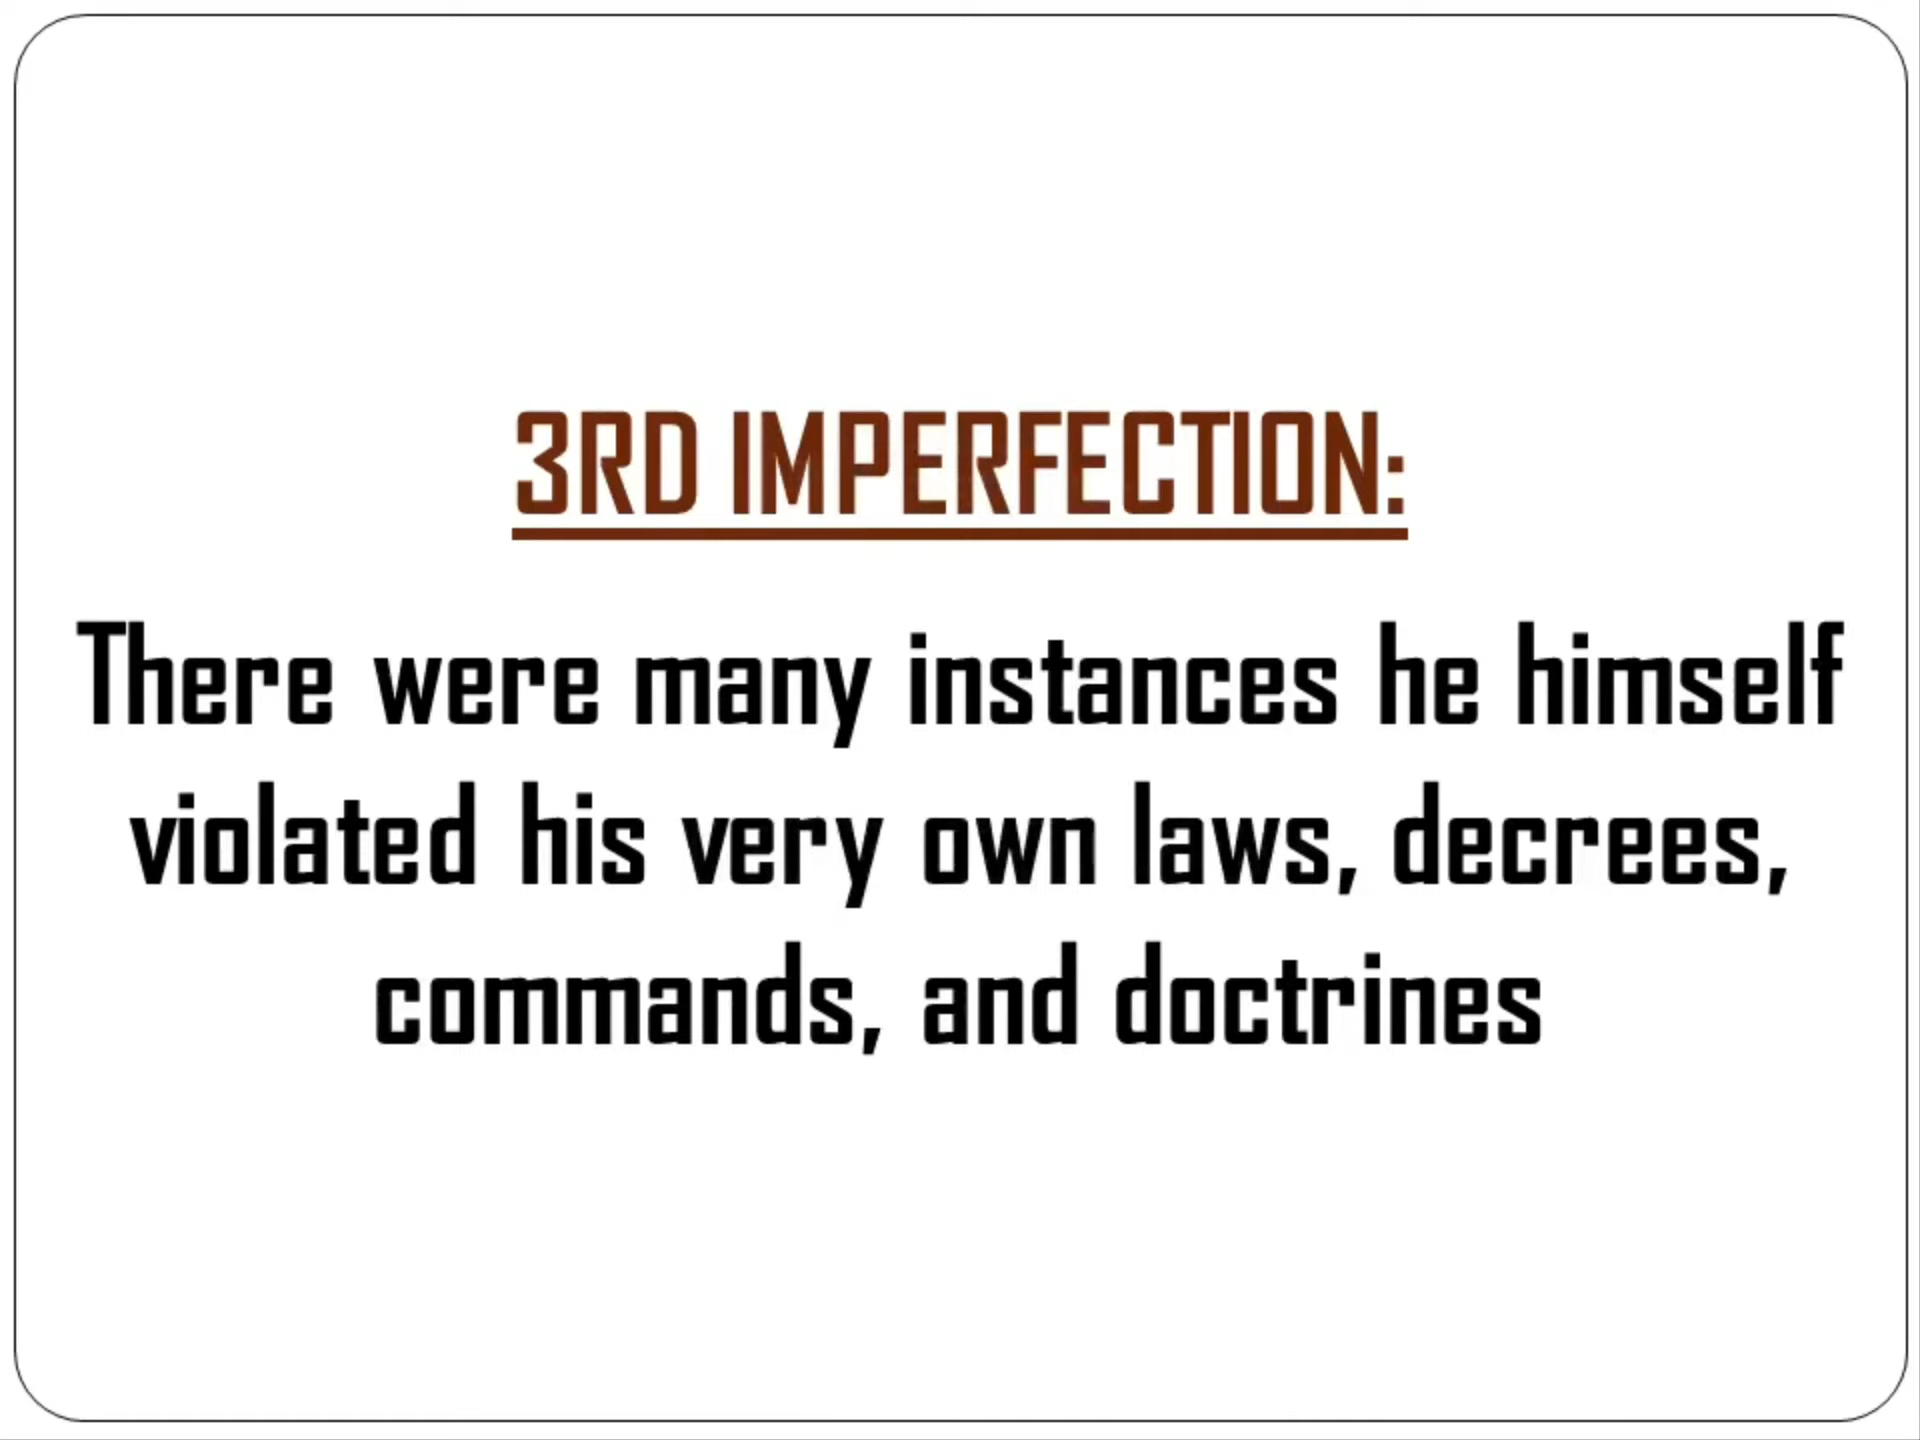 3RD IMPERFECTION:
There were many instances he himself
violated his very own laws, decrees,
commands, and doctrines